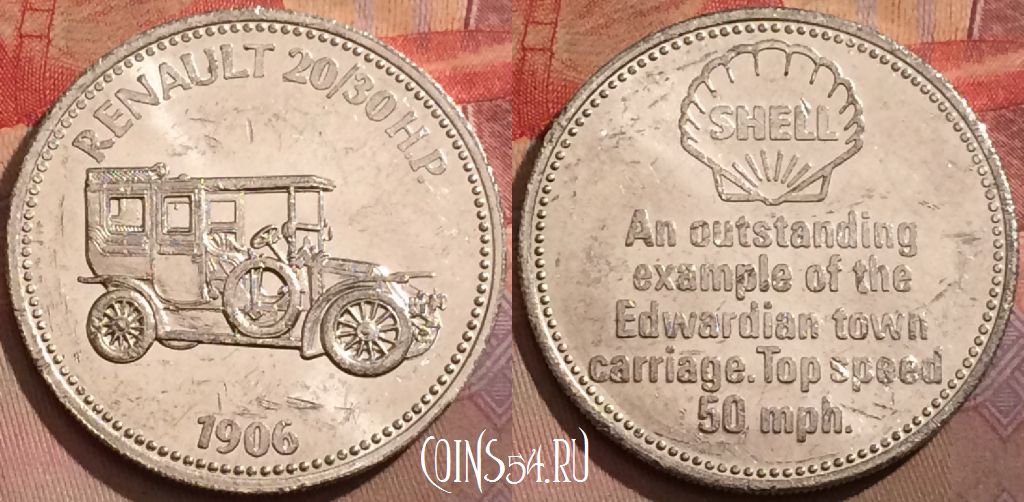 RENAULT 20/30 H.P.
1906
SHELL
An outstanding
example of the
Edwardian town
carriage. Top speed
50 mph.
COINS54.RU